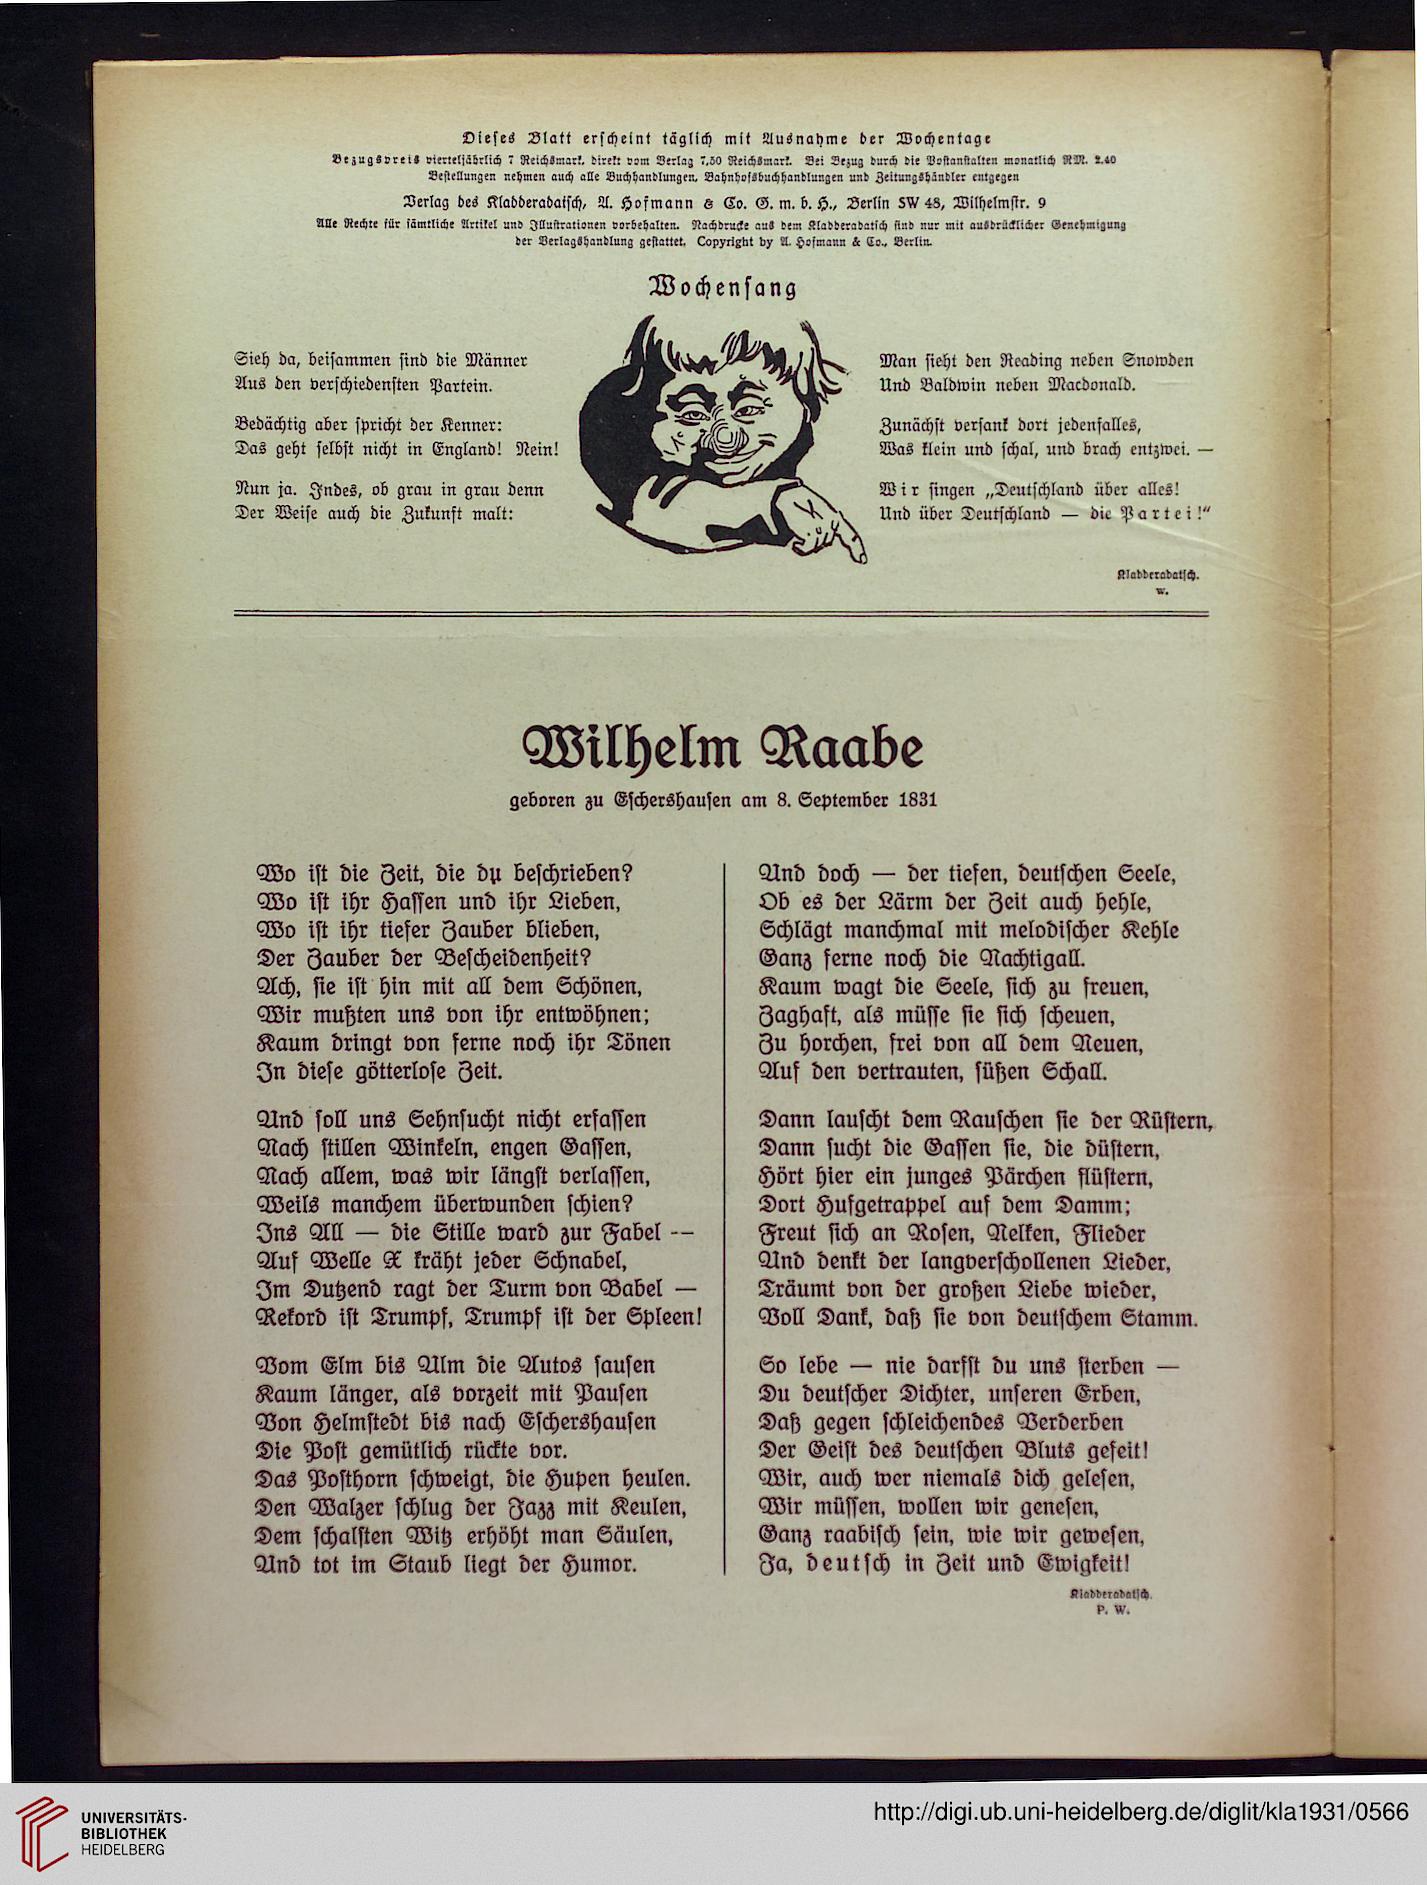 Dieses Blatt erscheint täglich mit Ausnahme der Wochentage
Bezugspreis vierteljährlich 7 Reichsmark, direkt vom Verlag 7,50 Reichsmark. Bei Bezug durch die Postanstalten monatlich RM. 2.40
Bestellungen nehmen auch alle Buchhandlungen, Bahnhofsbuchhandlungen und Zeitungshändler entgegen
Verlag des Kladderadatsch, A. Hofmann & Co. G. m. b. H., Berlin SW 48, Wilhelmstr. 9
Alle Rechte für sämtliche Artikel und Illustrationen vorbehalten. Nachdrucke aus dem Kladderadatsch sind nur mit ausdrücklicher Genehmigung
der Verlagshandlung gestattet. Copyright by A. Hofmann & Co., Berlin.
Wochensang
Sieh da, beisammen sind die Männer
Aus den verschiedensten Partein.
Bedächtig aber spricht der Kenner:
Das geht selbst nicht in England! Nein!
Nun ja. Indes, ob grau in grau denn
Der Weise auch die Zukunft malt:
Man sieht den Reading neben Snowden
Und Baldwin neben Macdonald.
Zunächst versank dort jedenfalles,
Was klein und schal, und brach entzwei. —
Wir singen „Deutschland über alles!
Und über Deutschland — die Partei!“
Kladderadatsch.
W.
Wilhelm Raabe
geboren zu Eschershausen am 8. September 1831
Wo ist die Zeit, die du beschrieben?
Wo ist ihr Hassen und ihr Lieben,
Wo ist ihr tiefer Zauber blieben,
Der Zauber der Bescheidenheit?
Ach, sie ist hin mit all dem Schönen,
Wir mußten uns von ihr entwöhnen;
Kaum dringt von ferne noch ihr Tönen
In diese götterlose Zeit.
Und soll uns Sehnsucht nicht erfassen
Nach stillen Winkeln, engen Gassen,
Nach allem, was wir längst verlassen,
Weils manchem überwunden schien?
Ins All — die Stille ward zur Fabel --
Auf Welle X kräht jeder Schnabel,
Im Dutzend ragt der Turm von Babel —
Rekord ist Trumpf, Trumpf ist der Spleen!
Vom Elm bis Ulm die Autos sausen
Kaum länger, als vorzeit mit Pausen
Von Helmstedt bis nach Eschershausen
Die Post gemütlich rückte vor.
Das Posthorn schweigt, die Hupen heulen.
Den Walzer schlug der Jazz mit Keulen,
Dem schalsten Witz erhöht man Säulen,
Und tot im Staub liegt der Humor.
Und doch — der tiefen, deutschen Seele,
Ob es der Lärm der Zeit auch hehle,
Schlägt manchmal mit melodischer Kehle
Ganz ferne noch die Nachtigall.
Kaum wagt die Seele, sich zu freuen,
Zaghaft, als müsse sie sich scheuen,
Zu horchen, frei von all dem Neuen,
Auf den vertrauten, süßen Schall.
Dann lauscht dem Rauschen sie der Rüstern,
Dann sucht die Gassen sie, die düstern,
Hört hier ein junges Pärchen flüstern,
Dort Hufgetrappel auf dem Damm;
Freut sich an Rosen, Nelken, Flieder
Und denkt der langverschollenen Lieder,
Träumt von der großen Liebe wieder,
Voll Dank, daß sie von deutschem Stamm.
So lebe — nie darfst du uns sterben —
Du deutscher Dichter, unseren Erben,
Daß gegen schleichendes Verderben
Der Geist des deutschen Bluts gefeit!
Wir, auch wer niemals dich gelesen,
Wir müssen, wollen wir genesen,
Ganz raabisch sein, wie wir gewesen,
Ja, deutsch in Zeit und Ewigkeit!
Kladderadatsch.
P. W.
UNIVERSITÄTS-
BIBLIOTHEK
HEIDELBERG
http://digi.ub.uni-heidelberg.de/diglit/kla1931/0566